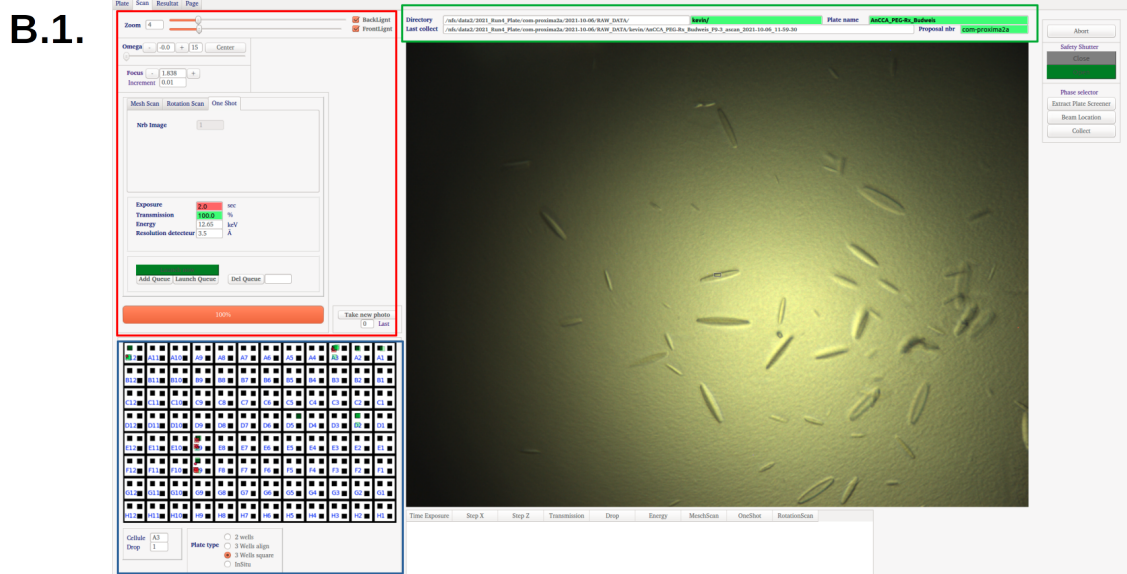 B.1.
Plate Scan Resultat Page
Zoom 4 BackLight
FrontLight
Directory /nfs/data2/2021_Run4_Plate/com-proxima2a/2021-10-06/RAW_DATA/ kevin/ Plate name AnCCA_PEG-Rx_Budweis
Last collect /nfs/data2/2021_Run4_Plate/com-proxima2a/2021-10-06/RAW_DATA/kevin/AnCCA_PEG-Rx_Budweis_F9-3_xscan_2021-10-06_11-59-30 Proposal nbr com-proxima2a
Abort
Safety Shutter
Close
Phase selector
Extract Plate Screener
Beam Location
Collect
Omega - -0.0 + 15 Center
Focus - 1.838 +
Increment 0.01
Mesh Scan Rotation Scan One Shot
Nrb Image 1
Exposure 2.0 sec
Transmission 100.0 %
Energy 12.65 keV
Resolution detecteur 3.5 Å
Add Queue Launch Queue Del Queue
100%
Take new photo
0 Last
A12 A11 A10 A9 A8 A7 A6 A5 A4 A3 A2 A1
B12 B11 B10 B9 B8 B7 B6 B5 B4 B3 B2 B1
C12 C11 C10 C9 C8 C7 C6 C5 C4 C3 C2 C1
D12 D11 D10 D9 D8 D7 D6 D5 D4 D3 D2 D1
E12 E11 E10 E9 E8 E7 E6 E5 E4 E3 E2 E1
F12 F11 F10 F9 F8 F7 F6 F5 F4 F3 F2 F1
G12 G11 G10 G9 G8 G7 G6 G5 G4 G3 G2 G1
H12 H11 H10 H9 H8 H7 H6 H5 H4 H3 H2 H1
Cellule A3
Drop 1
Plate type
2 wells
3 Wells align
3 Wells square
InSitu
Time Exposure Step X Step Z Transmission Drop Energy MeschScan OneShot RotationScan